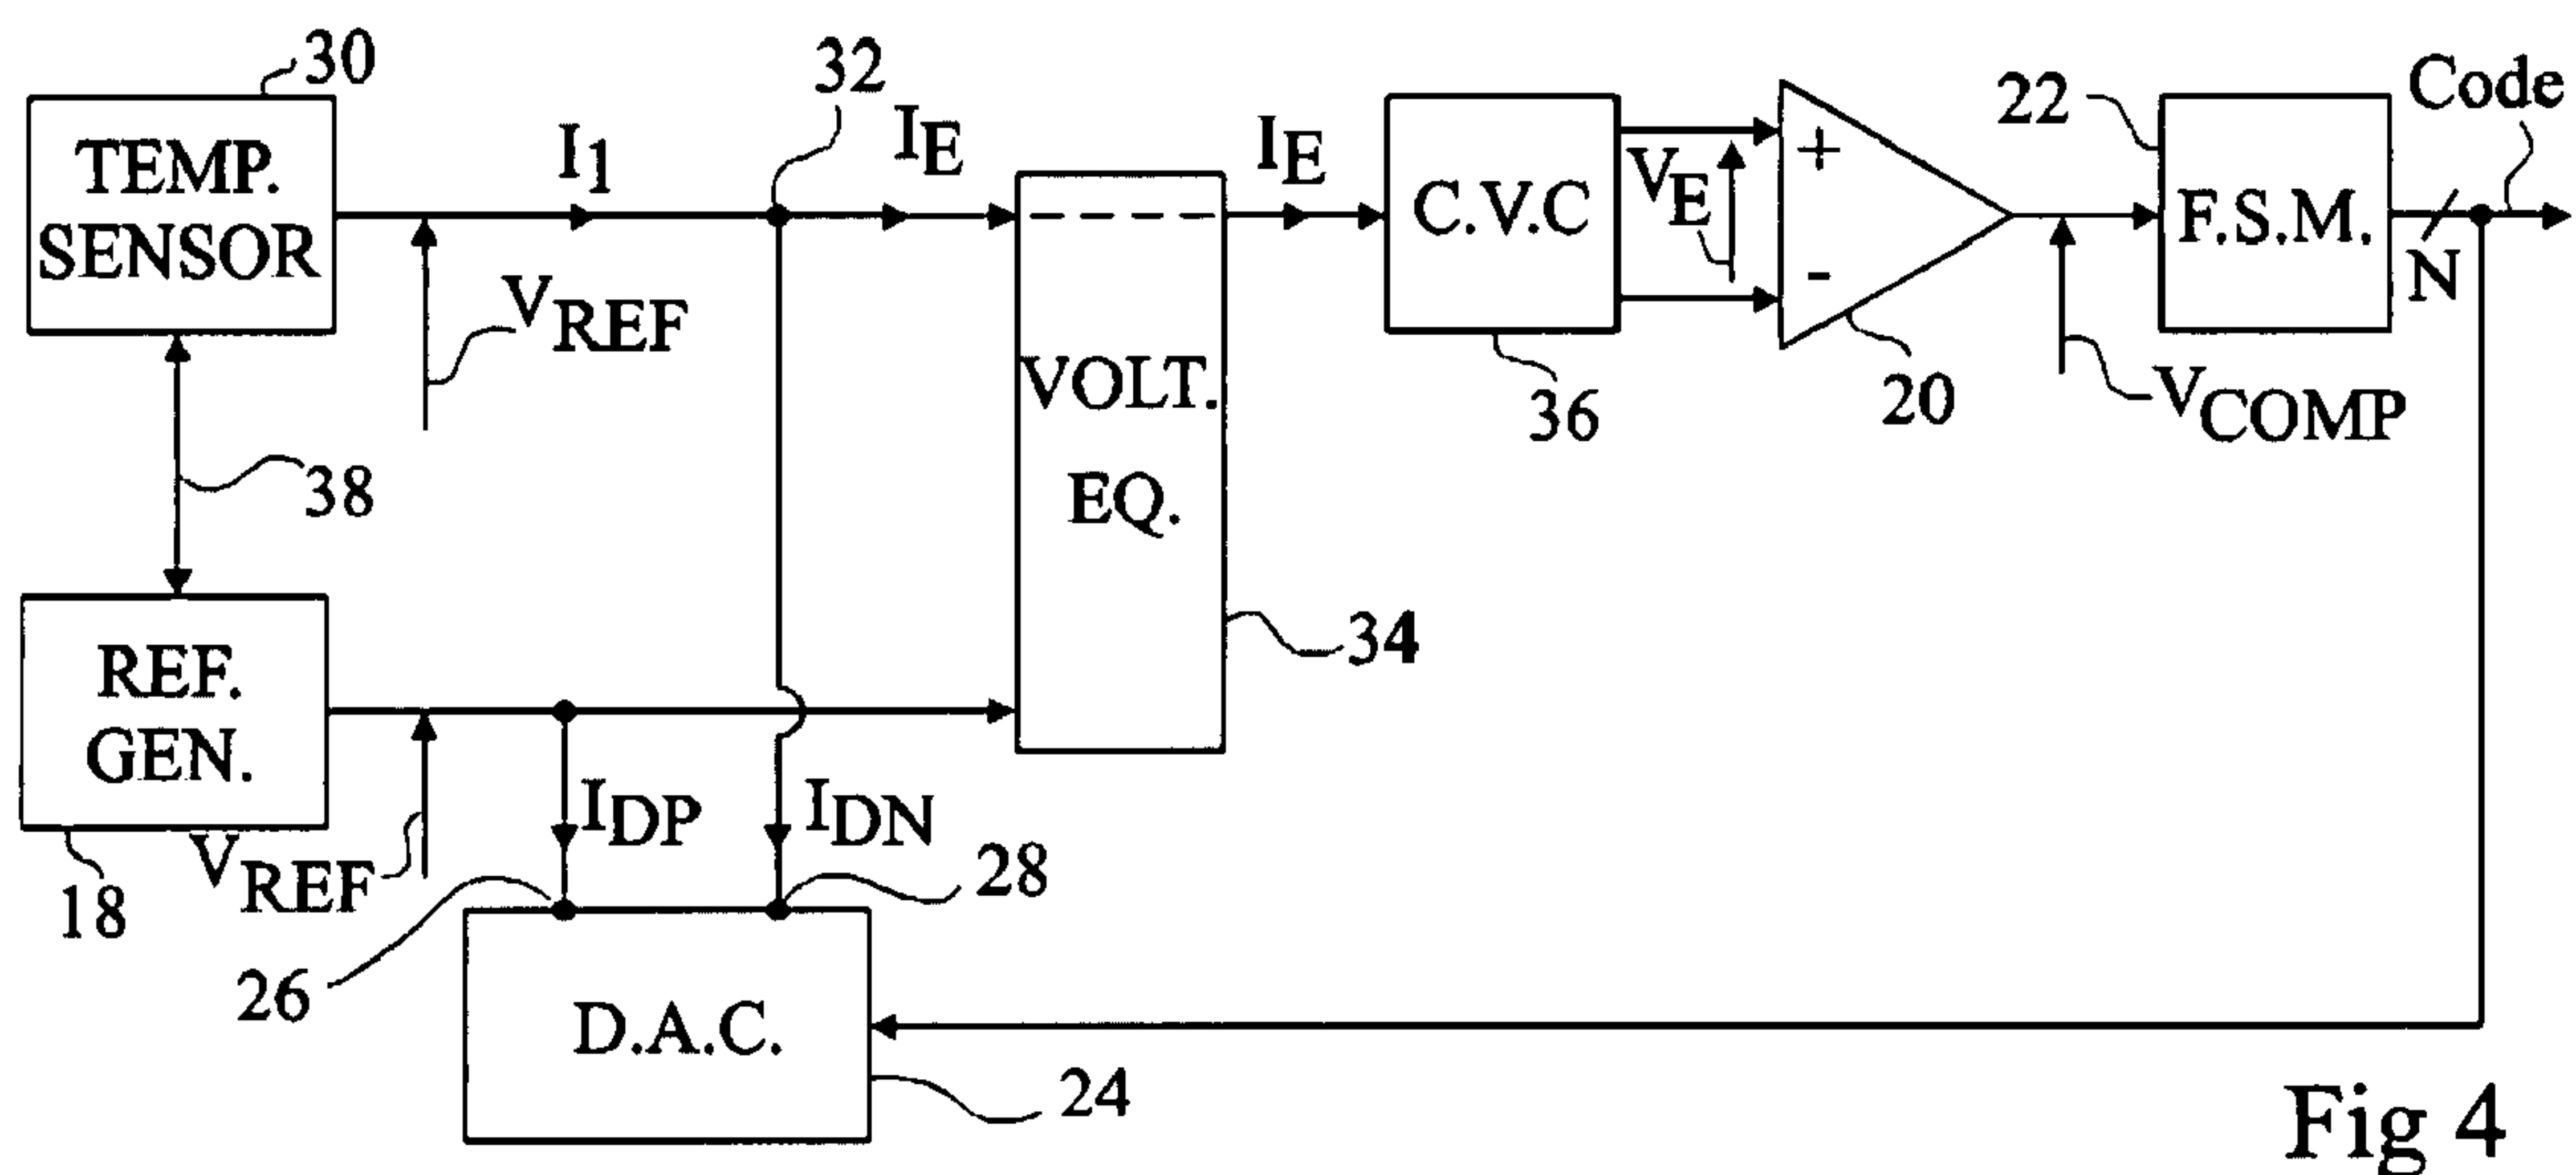 30
TEMP.
SENSOR
I1
VREF
32
IE
VOLT.
EQ.
34
IE
C.V.C
36
VE
+
-
20
VCOMP
22
F.S.M.
Code
N
38
REF.
GEN.
18
VREF
IDP
IDN
26
28
D.A.C.
24
Fig 4